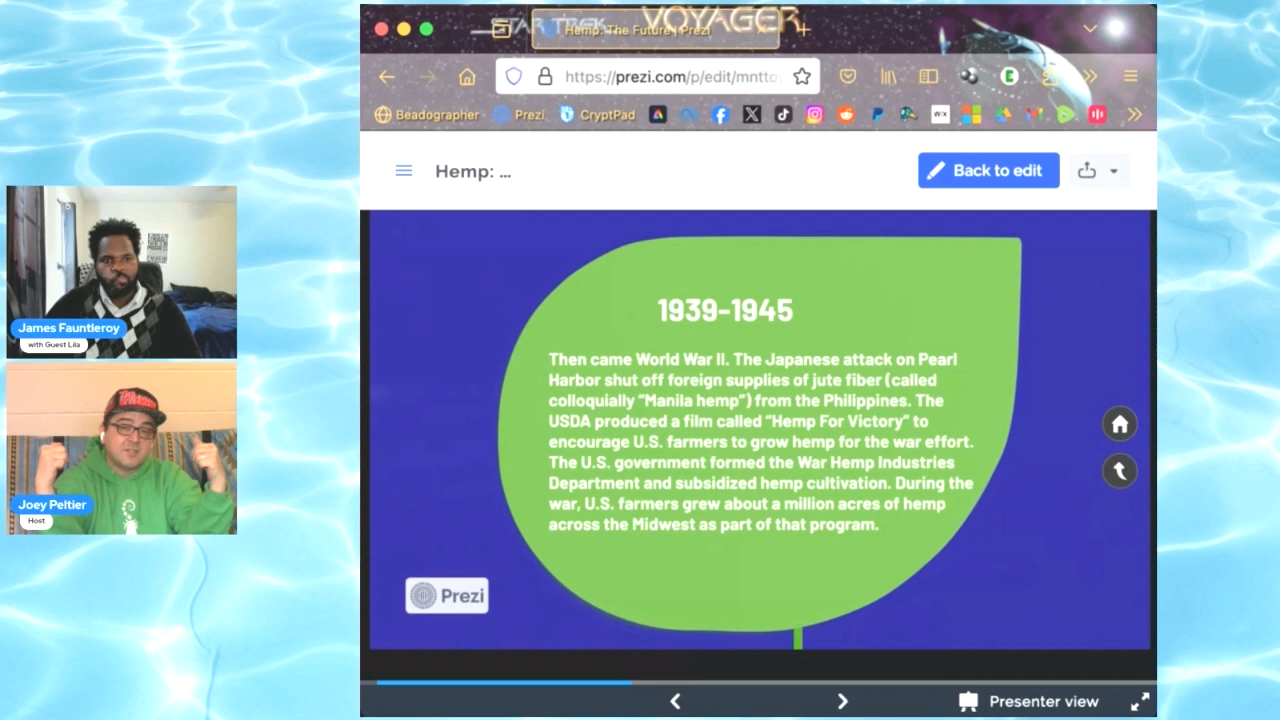 STAR TREK
VOYAGER
Hemp: The Future | Prezi
https://prezi.com/p/edit/mntto
Beadographer
Prezi
CryptPad
WIX
Hemp: ...
Back to edit
1939-1945
Then came World War II. The Japanese attack on Pearl
Harbor shut off foreign supplies of jute fiber (called
colloquially "Manila hemp") from the Philippines. The
USDA produced a film called "Hemp For Victory" to
encourage U.S. farmers to grow hemp for the war effort.
The U.S. government formed the War Hemp Industries
Department and subsidized hemp cultivation. During the
war, U.S. farmers grew about a million acres of hemp
across the Midwest as part of that program.
Prezi
Presenter view
James Fauntleroy
with Guest Lila
Joey Peltier
Host